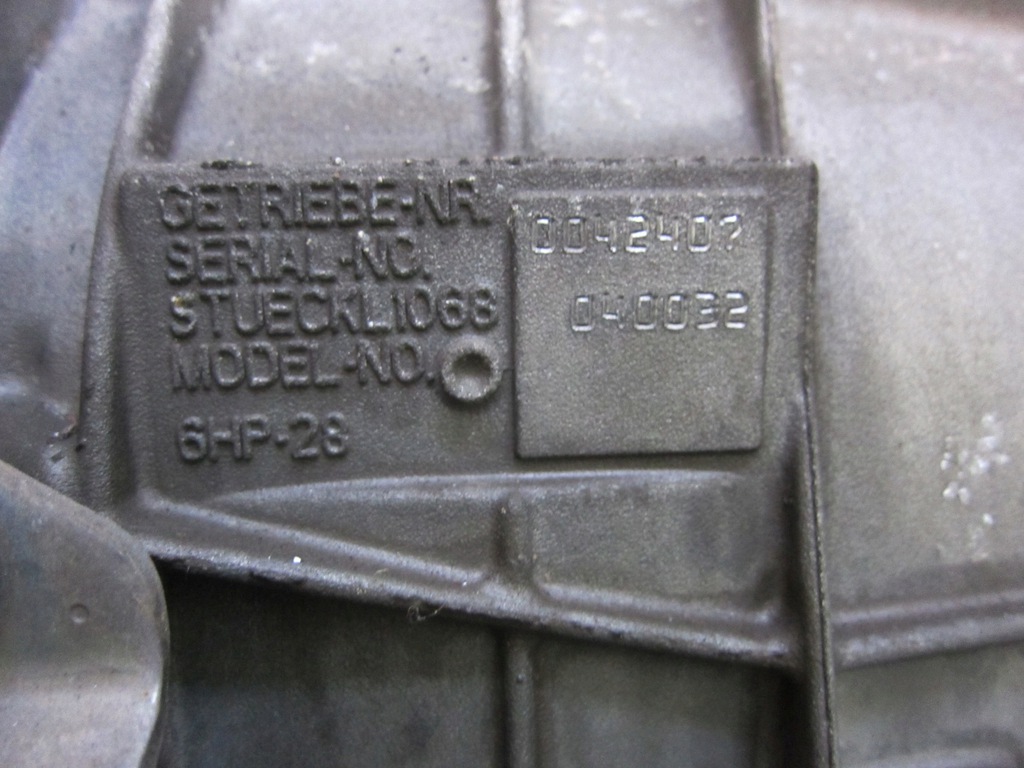 GETRIEBE-NR.
SERIAL-NO.
STUECKL1068
MODEL-NO.
6HP-28
0042407
040032